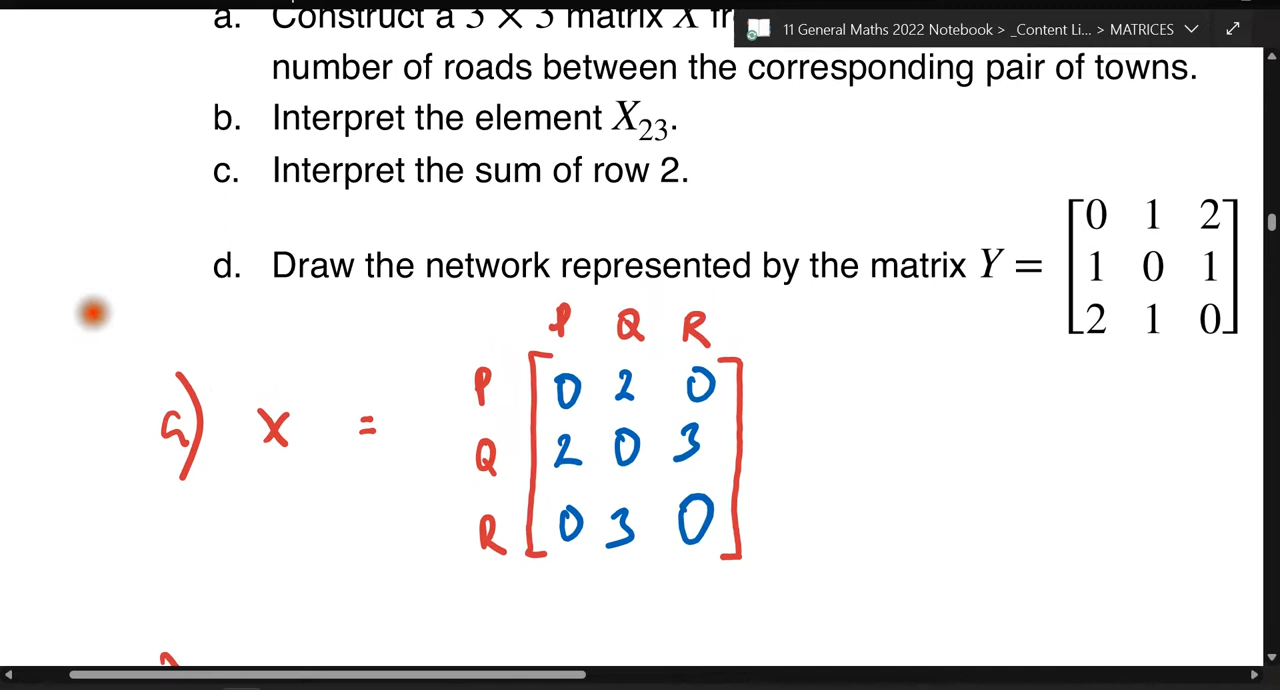 a. Construct a 3 × 3 matrix X fr
11 General Maths 2022 Notebook > _Content Li... > MATRICES
number of roads between the corresponding pair of towns.
b. Interpret the element X₂₃.
c. Interpret the sum of row 2.
d. Draw the network represented by the matrix Y = [0 1 2
1 0 1
2 1 0]
P Q R
P [0 2 0
a) X = Q 2 0 3
R 0 3 0]